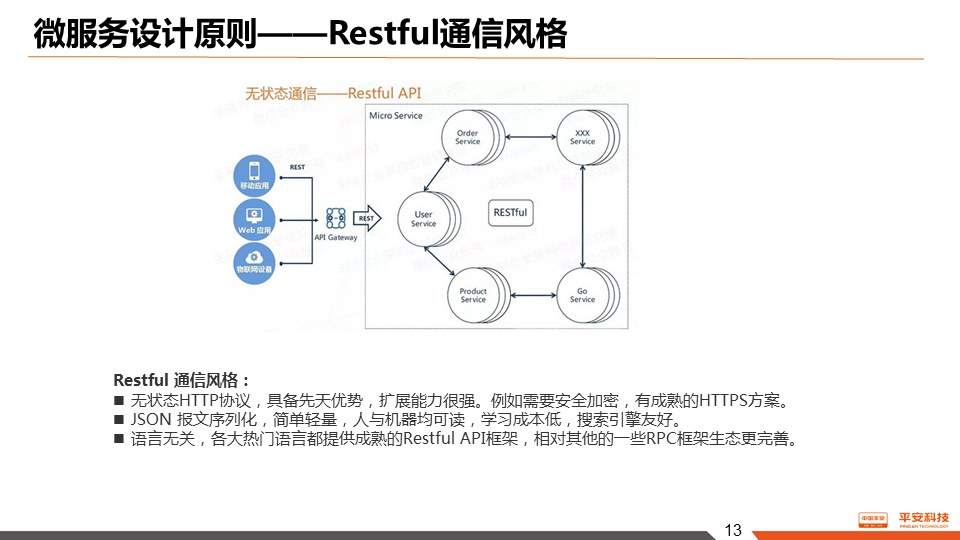 微服务设计原则——Restful通信风格
无状态通信——Restful API
Micro Service
Order
Service
XXX
Service
REST
移动应用
Web 应用
物联网设备
API Gateway
REST
User
Service
RESTful
Product
Service
Go
Service
Restful 通信风格：
■ 无状态HTTP协议，具备先天优势，扩展能力很强。例如需要安全加密，有成熟的HTTPS方案。
■ JSON 报文序列化，简单轻量，人与机器均可读，学习成本低，搜索引擎友好。
■ 语言无关，各大热门语言都提供成熟的Restful API框架，相对其他的一些RPC框架生态更完善。
中国平安
平安科技
PINGAN TECHNOLOGY
13